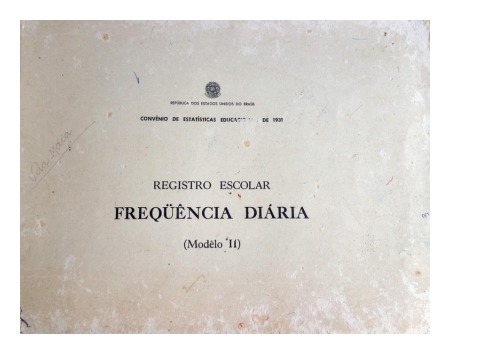 REPÚBLICA DOS ESTADOS UNIDOS DO BRASIL
CONVÊNIO DE ESTATÍSTICAS DE 1931
REGISTRO ESCOLAR
FREQÜÊNCIA DIÁRIA
(Modêlo II)